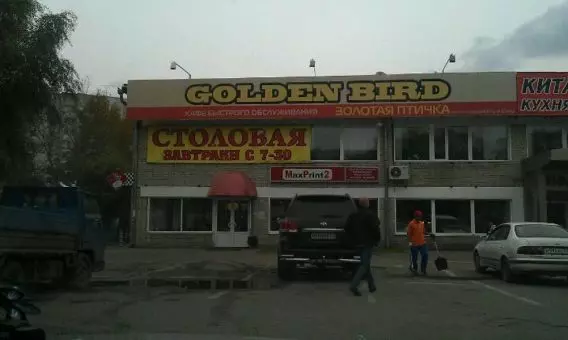 GOLDEN BIRD
КАФЕ БЫСТРОГО ОБСЛУЖИВАНИЯ
ЗОЛОТАЯ ПТИЧКА
КИТА
КУХНЯ
СТОЛОВАЯ
ЗАВТРАКИ С 7-30
MaxPrint2